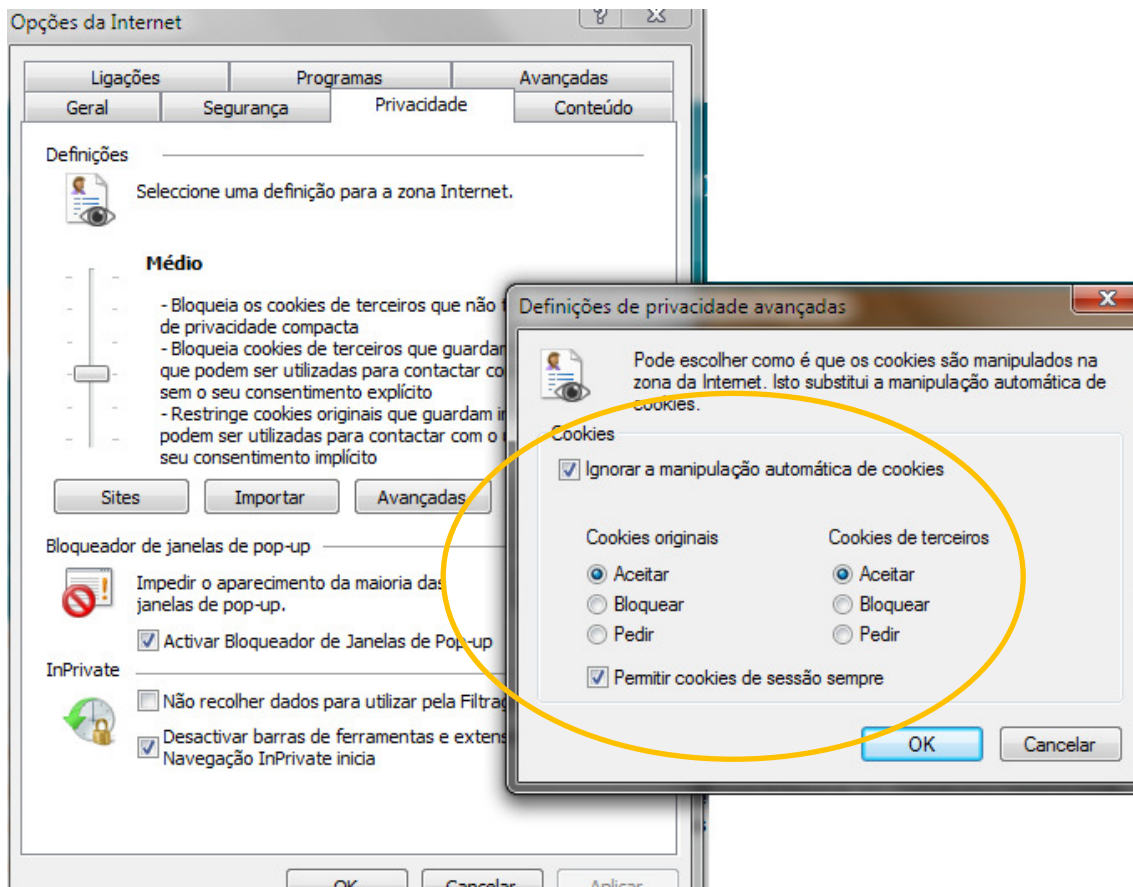 Opções da Internet
Ligações Programas Avançadas
Geral Segurança Privacidade Conteúdo
Definições
Seleccione uma definição para a zona Internet.
Médio
- Bloqueia os cookies de terceiros que não
de privacidade compacta
- Bloqueia cookies de terceiros que guardam
que podem ser utilizadas para contactar
sem o seu consentimento explícito
- Restringe cookies originais que guardam
podem ser utilizadas para contactar com o
seu consentimento implícito
Sites Importar Avançadas
Bloqueador de janelas de pop-up
Impedir o aparecimento da maioria das
janelas de pop-up.
Activar Bloqueador de Janelas de Pop-up
InPrivate
Não recolher dados para utilizar pela
Desactivar barras de ferramentas e
Navegação InPrivate inicia
OK Cancelar Aplicar
Definições de privacidade avançadas
Pode escolher como é que os cookies são manipulados na
zona da Internet. Isto substitui a manipulação automática de
cookies.
Cookies
Ignorar a manipulação automática de cookies
Cookies originais Cookies de terceiros
Aceitar Aceitar
Bloquear Bloquear
Pedir Pedir
Permitir cookies de sessão sempre
OK Cancelar